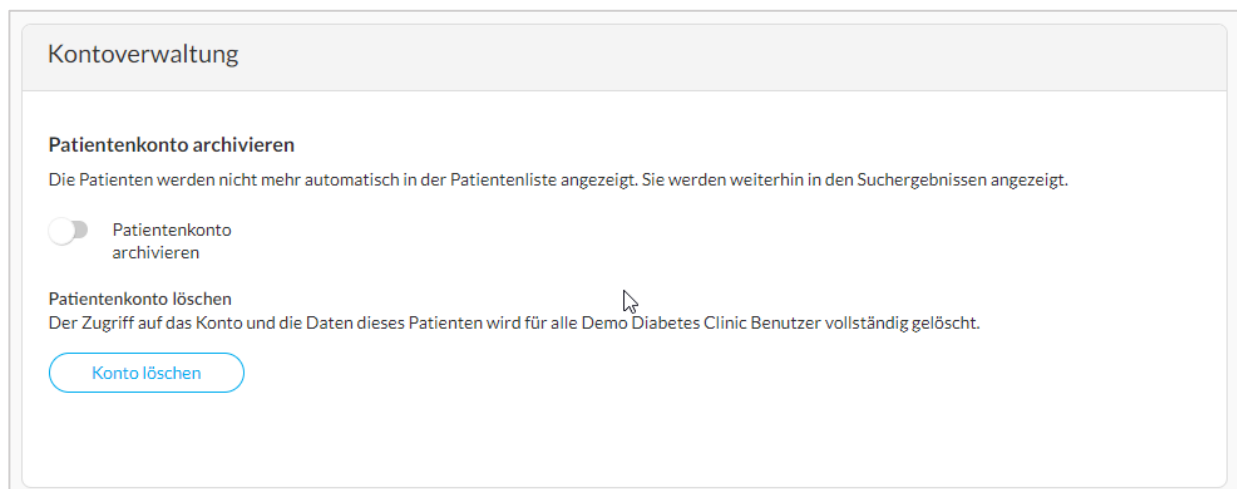 Kontoverwaltung
Patientenkonto archivieren
Die Patienten werden nicht mehr automatisch in der Patientenliste angezeigt. Sie werden weiterhin in den Suchergebnissen angezeigt.
Patientenkonto
archivieren
Patientenkonto löschen
Der Zugriff auf das Konto und die Daten dieses Patienten wird für alle Demo Diabetes Clinic Benutzer vollständig gelöscht.
Konto löschen